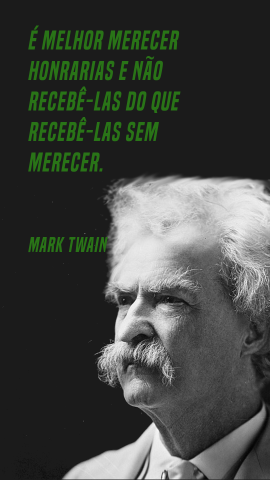 É MELHOR MERECER
HONRARIAS E NÃO
RECEBÊ-LAS DO QUE
RECEBÊ-LAS SEM
MERECER.
MARK TWAIN